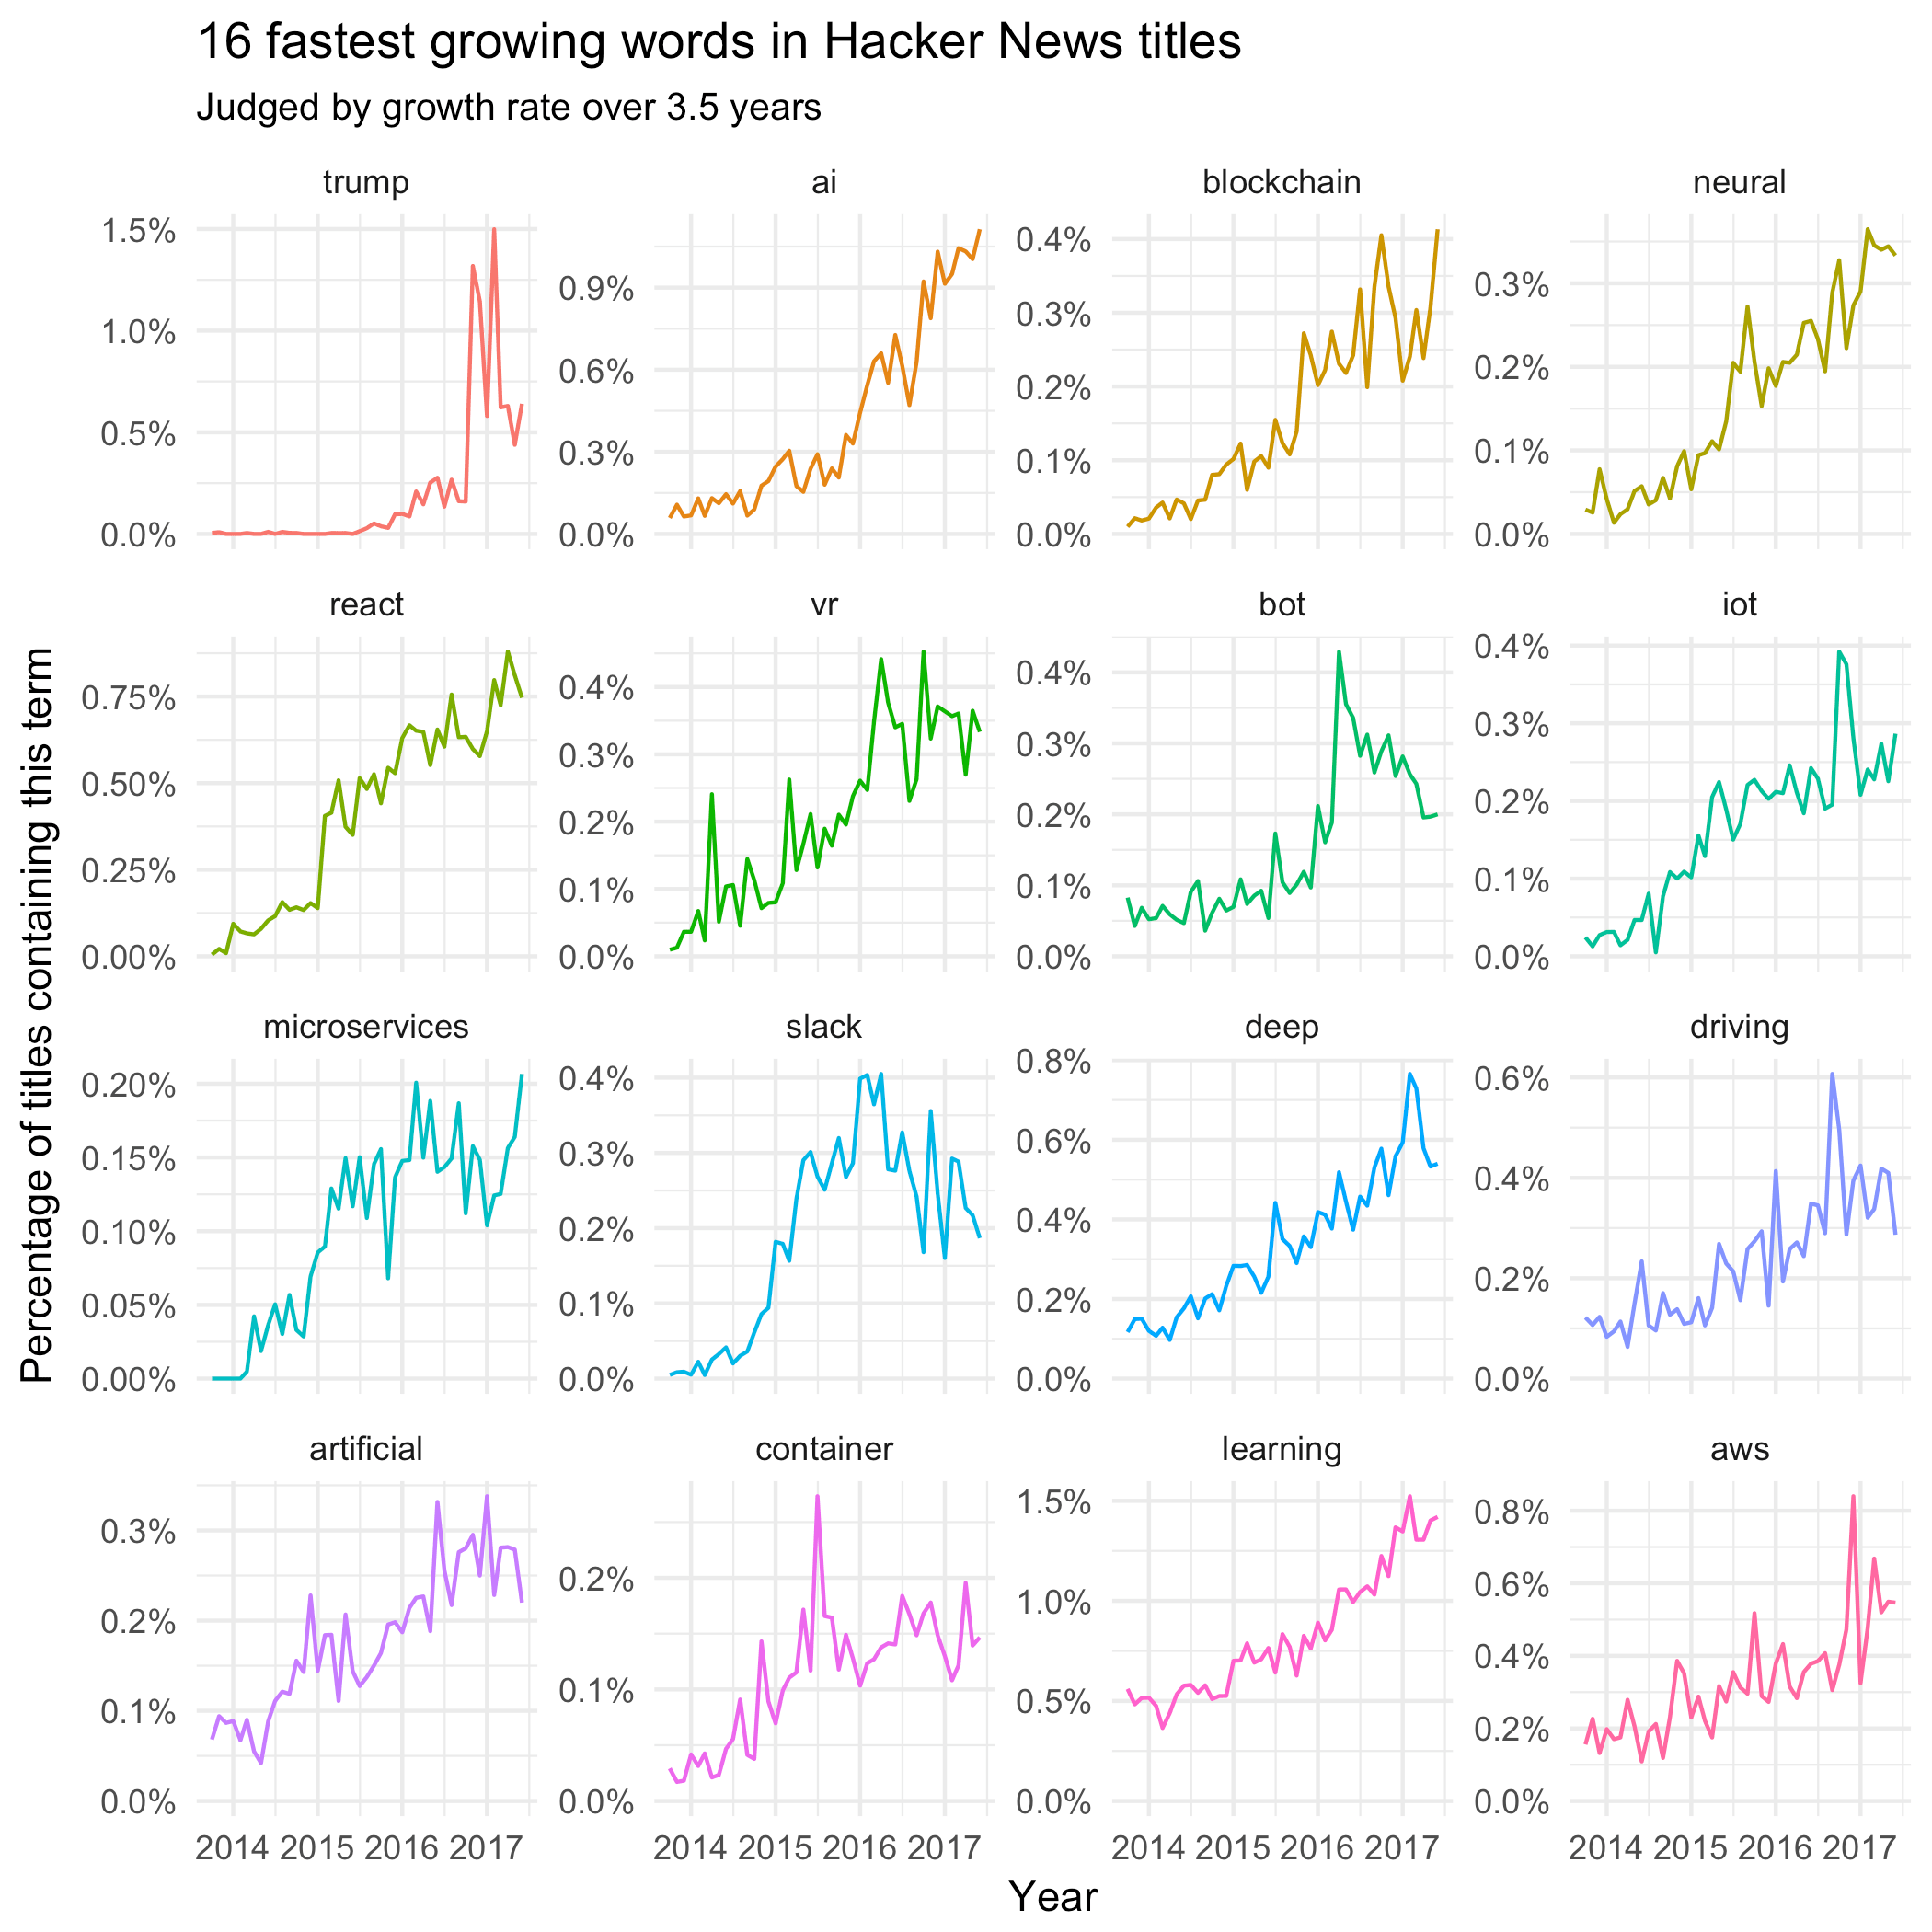 16 fastest growing words in Hacker News titles
Judged by growth rate over 3.5 years
trump
ai
blockchain
neural
1.5%
1.0%
0.5%
0.0%
0.9%
0.6%
0.3%
0.0%
0.4%
0.3%
0.2%
0.1%
0.0%
0.3%
0.2%
0.1%
0.0%
react
vr
bot
iot
0.75%
0.50%
0.25%
0.00%
0.4%
0.3%
0.2%
0.1%
0.0%
0.4%
0.3%
0.2%
0.1%
0.0%
0.4%
0.3%
0.2%
0.1%
0.0%
Percentage of titles containing this term
microservices
slack
deep
driving
0.20%
0.15%
0.10%
0.05%
0.00%
0.4%
0.3%
0.2%
0.1%
0.0%
0.8%
0.6%
0.4%
0.2%
0.0%
0.6%
0.4%
0.2%
0.0%
artificial
container
learning
aws
0.3%
0.2%
0.1%
0.0%
0.2%
0.1%
0.0%
1.5%
1.0%
0.5%
0.0%
0.8%
0.6%
0.4%
0.2%
0.0%
2014 2015 2016 2017
2014 2015 2016 2017
2014 2015 2016 2017
2014 2015 2016 2017
Year